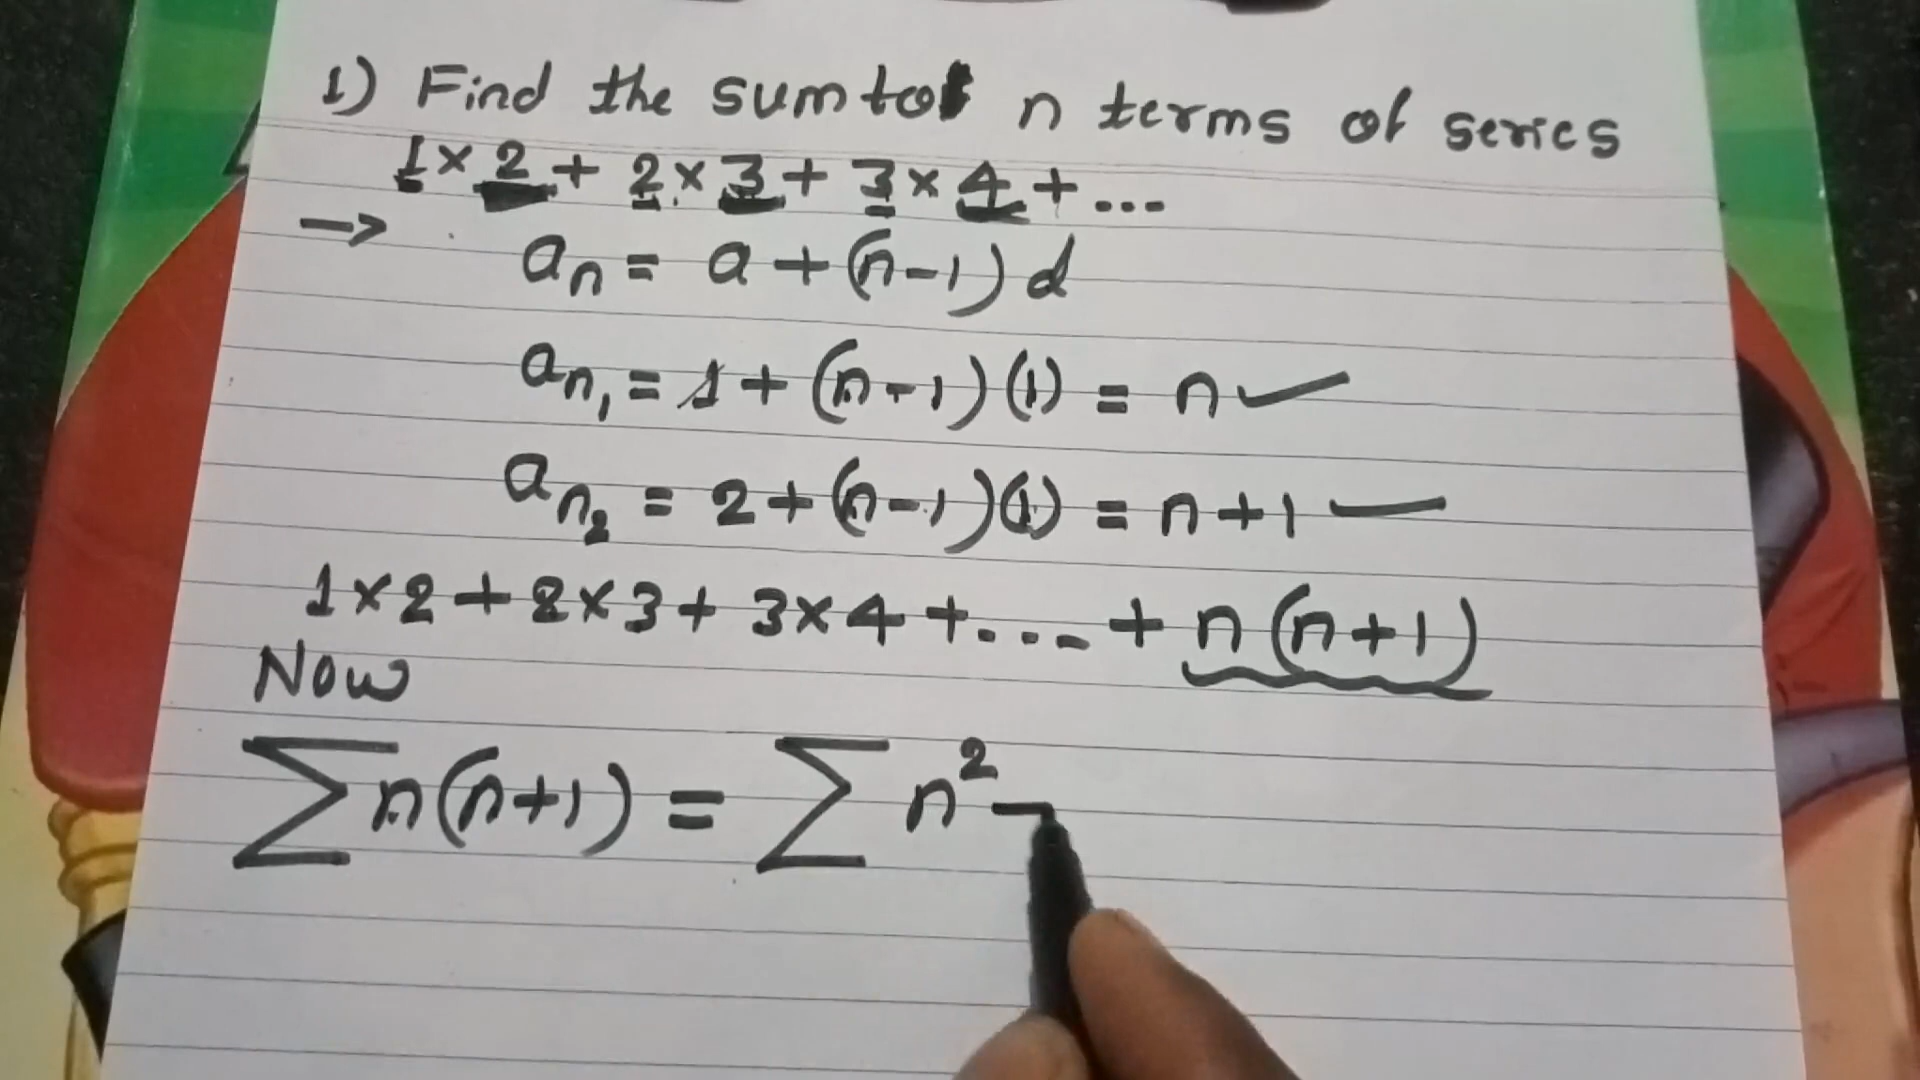 1) Find the sum to n terms of series
1 × 2 + 2 × 3 + 3 × 4 + ...
→ aₙ = a + (n-1) d
aₙ₁ = 1 + (n-1)(1) = n ✓
aₙ₂ = 2 + (n-1)(1) = n+1 —
1×2 + 2×3 + 3×4 + .... + n(n+1)
Now
∑n(n+1) = ∑ n² -